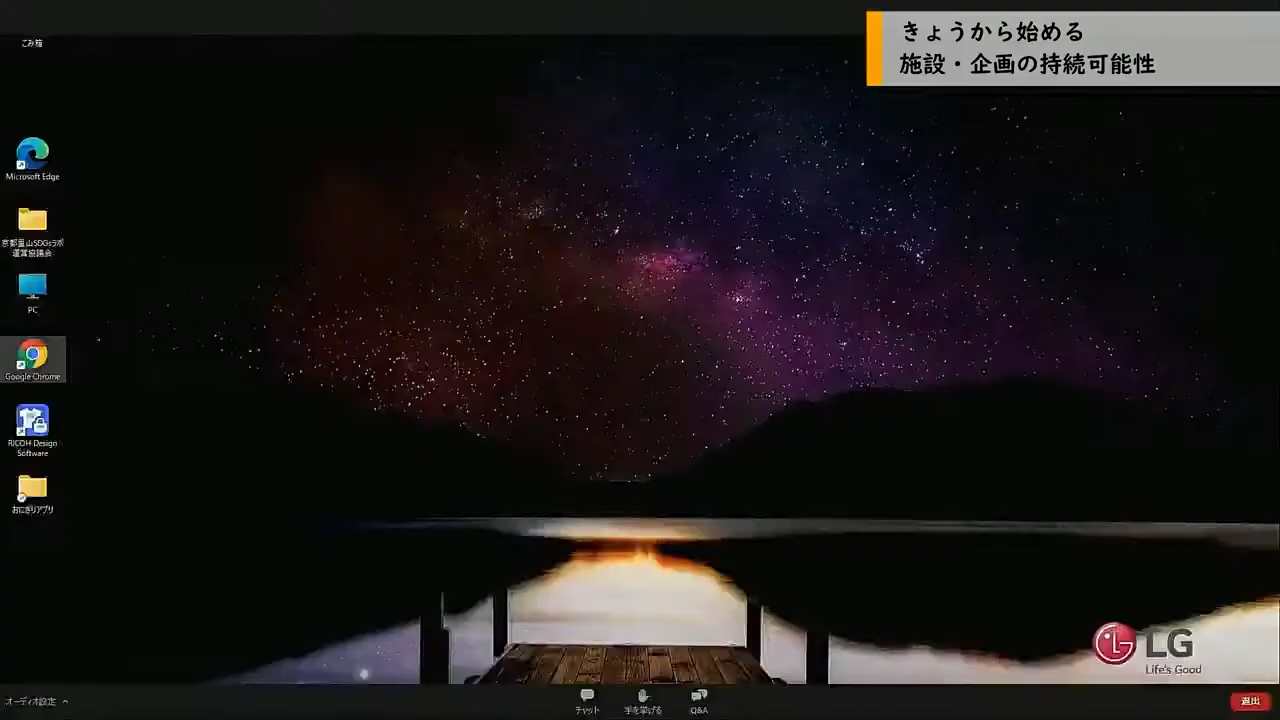 きょうから始める
施設・企画の持続可能性
ごみ箱
Microsoft Edge
京都里山SDGsラボ
運営協議会
PC
Google Chrome
RICOH Design
Software
おにぎりアプリ
LG
Life's Good
オーディオ設定
チャット
手を挙げる
Q&A
退出